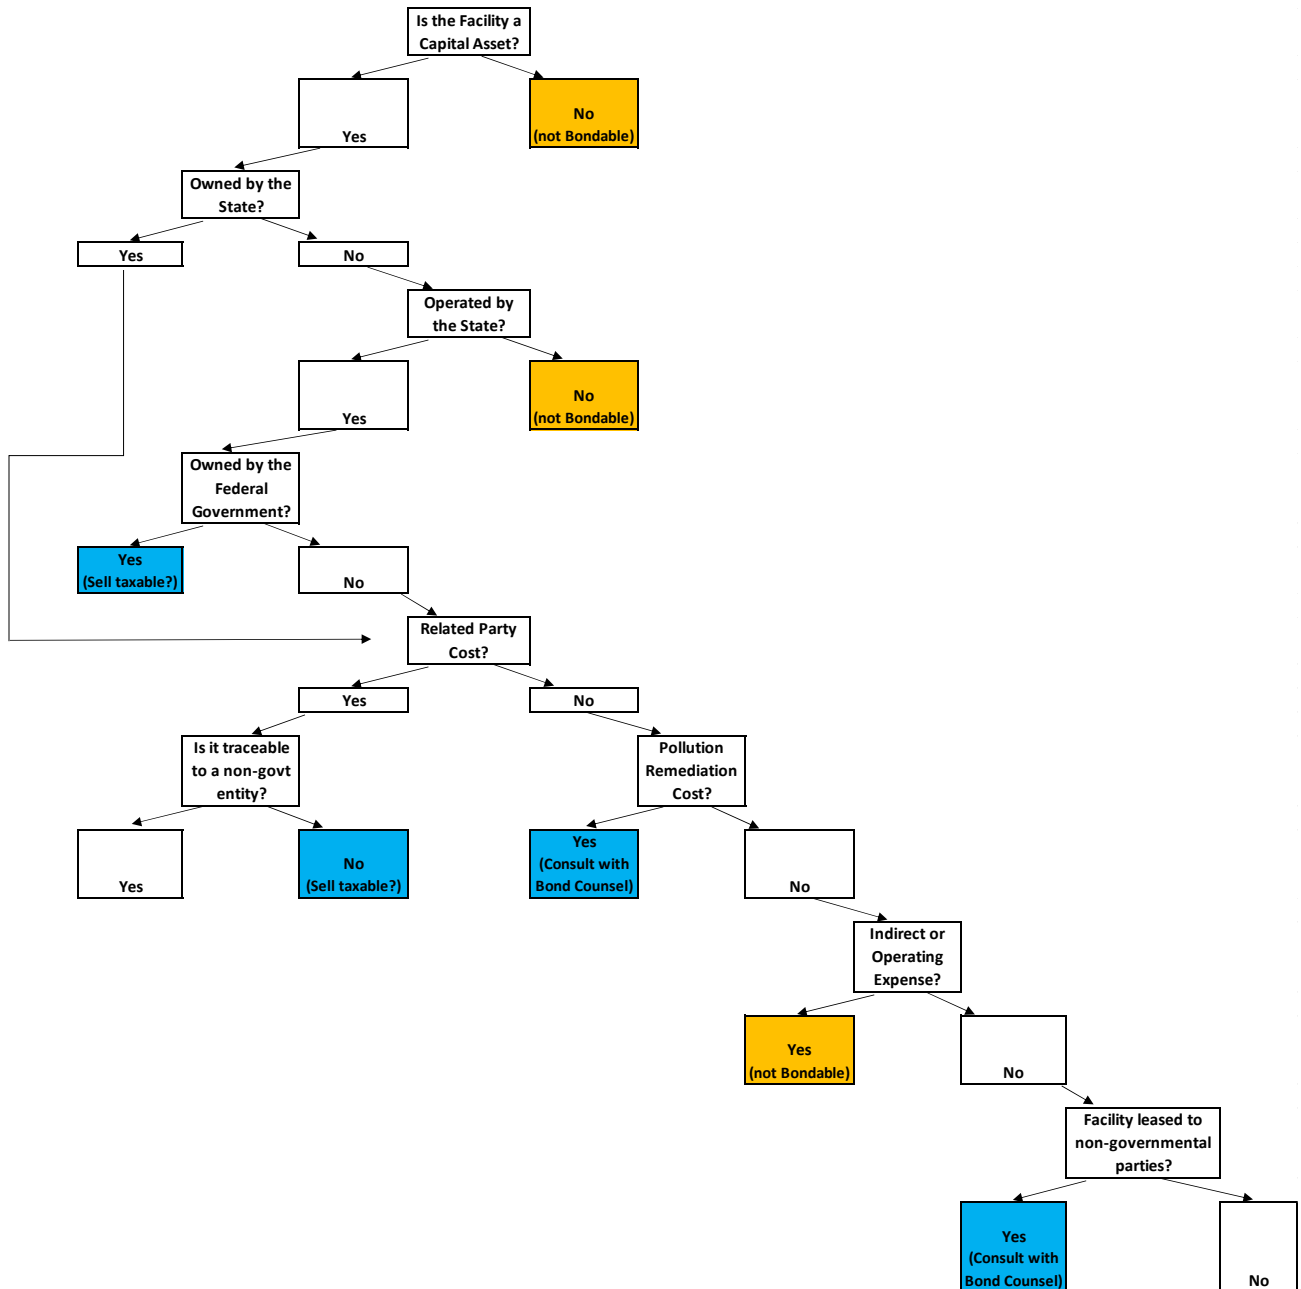 Is the Facility a
Capital Asset?
Yes
No
(not Bondable)
Owned by the
State?
Yes
No
Operated by
the State?
Yes
No
(not Bondable)
Owned by the
Federal
Government?
Yes
(Sell taxable?)
No
Related Party
Cost?
Yes
No
Is it traceable
to a non-govt
entity?
Pollution
Remediation
Cost?
Yes
No
(Sell taxable?)
Yes
(Consult with
Bond Counsel)
No
Indirect or
Operating
Expense?
Yes
(not Bondable)
No
Facility leased to
non-governmental
parties?
Yes
(Consult with
Bond Counsel)
No